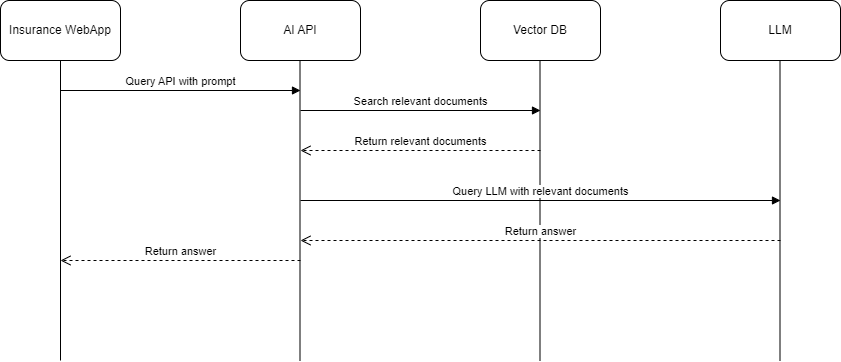 Insurance WebApp
AI API
Vector DB
LLM
Query API with prompt
Search relevant documents
Return relevant documents
Query LLM with relevant documents
Return answer
Return answer